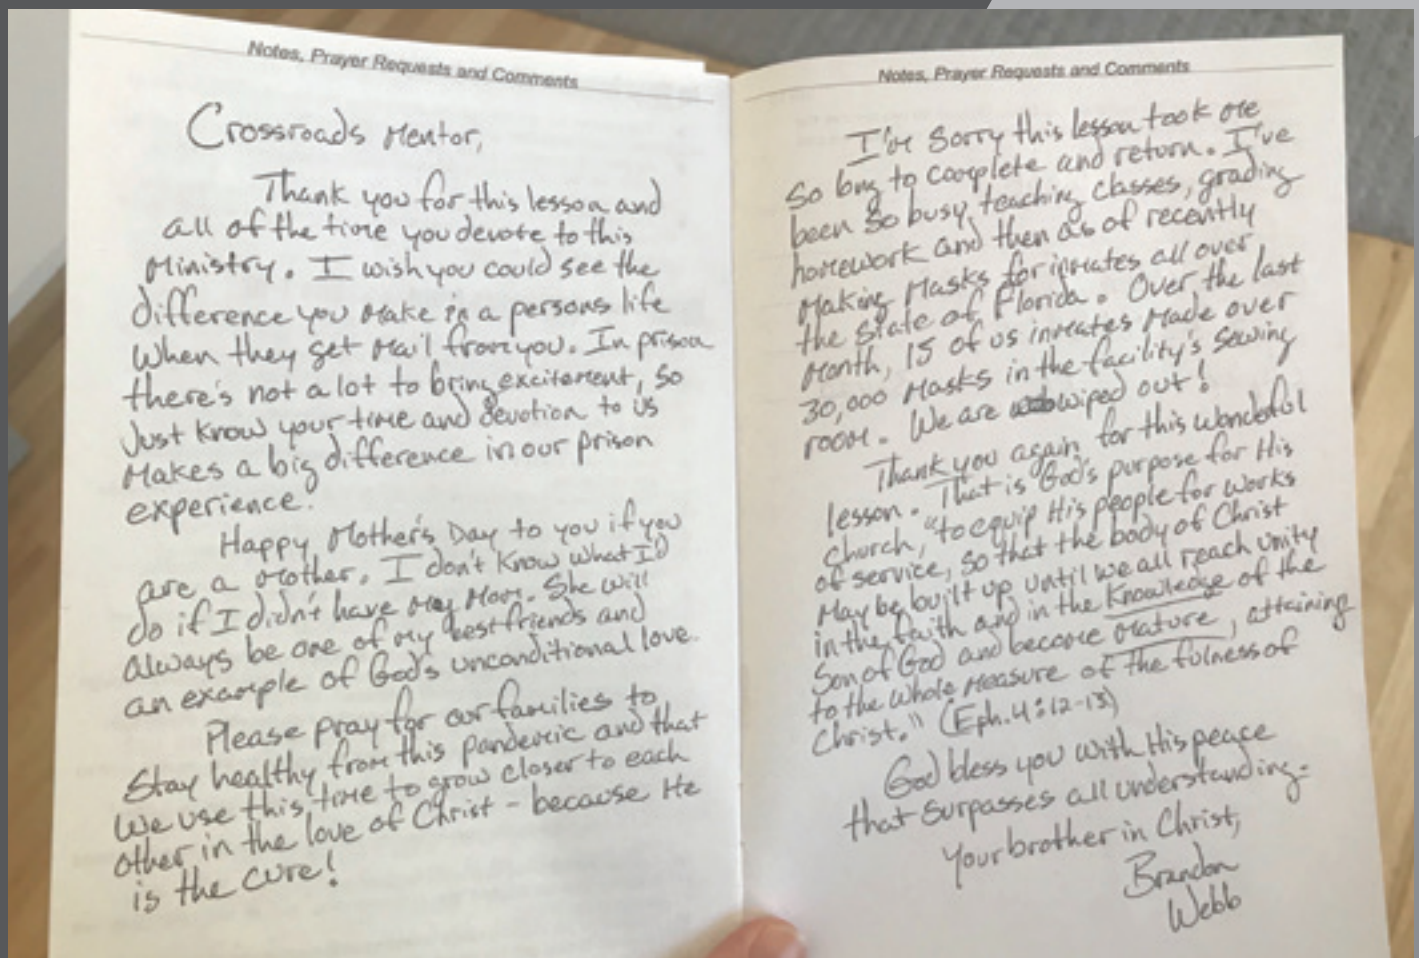 Notes, Prayer Requests and Comments
Crossroads Mentor,
Thank you for this lesson and
all of the time you devote to this
Ministry. I wish you could see the
difference you make in a persons life
When they get mail from you. In prison
there's not a lot to bring excitement, so
Just Know your time and devotion to us
Makes a big difference in our prison
experience!
Happy Mother's Day to you if you
are a mother. I don't know what I'd
do if I didn't have my Mom. She will
always be one of my best friends and
an example of God's unconditional love.
Please pray for our families to
Stay healthy from this pandemic and that
We use this time to grow closer to each
other in the love of Christ - because He
is the cure!
Notes, Prayer Requests and Comments
I'm Sorry this lesson took me
So long to complete and return. I've
been so busy, teaching classes, grading
homework and then as of recently
Making Masks for inmates all over
the State of Florida. Over the last
Month, 15 of us inmates Made over
30,000 Masks in the facility's sewing
room. We are wiped out!
Thank you again for this wonderful
lesson. That is God's purpose for His
church, "to equip His people for works
of service, so that the body of Christ
May be built up, until we all reach unity
in the faith and in the Knowledge of the
Son of God and become Mature, attaining
to the whole Measure of the fulness of
Christ." (Eph. 4:12-13)
God bless you with His peace
that surpasses all understanding.
Your brother in Christ,
Brandon
Webb